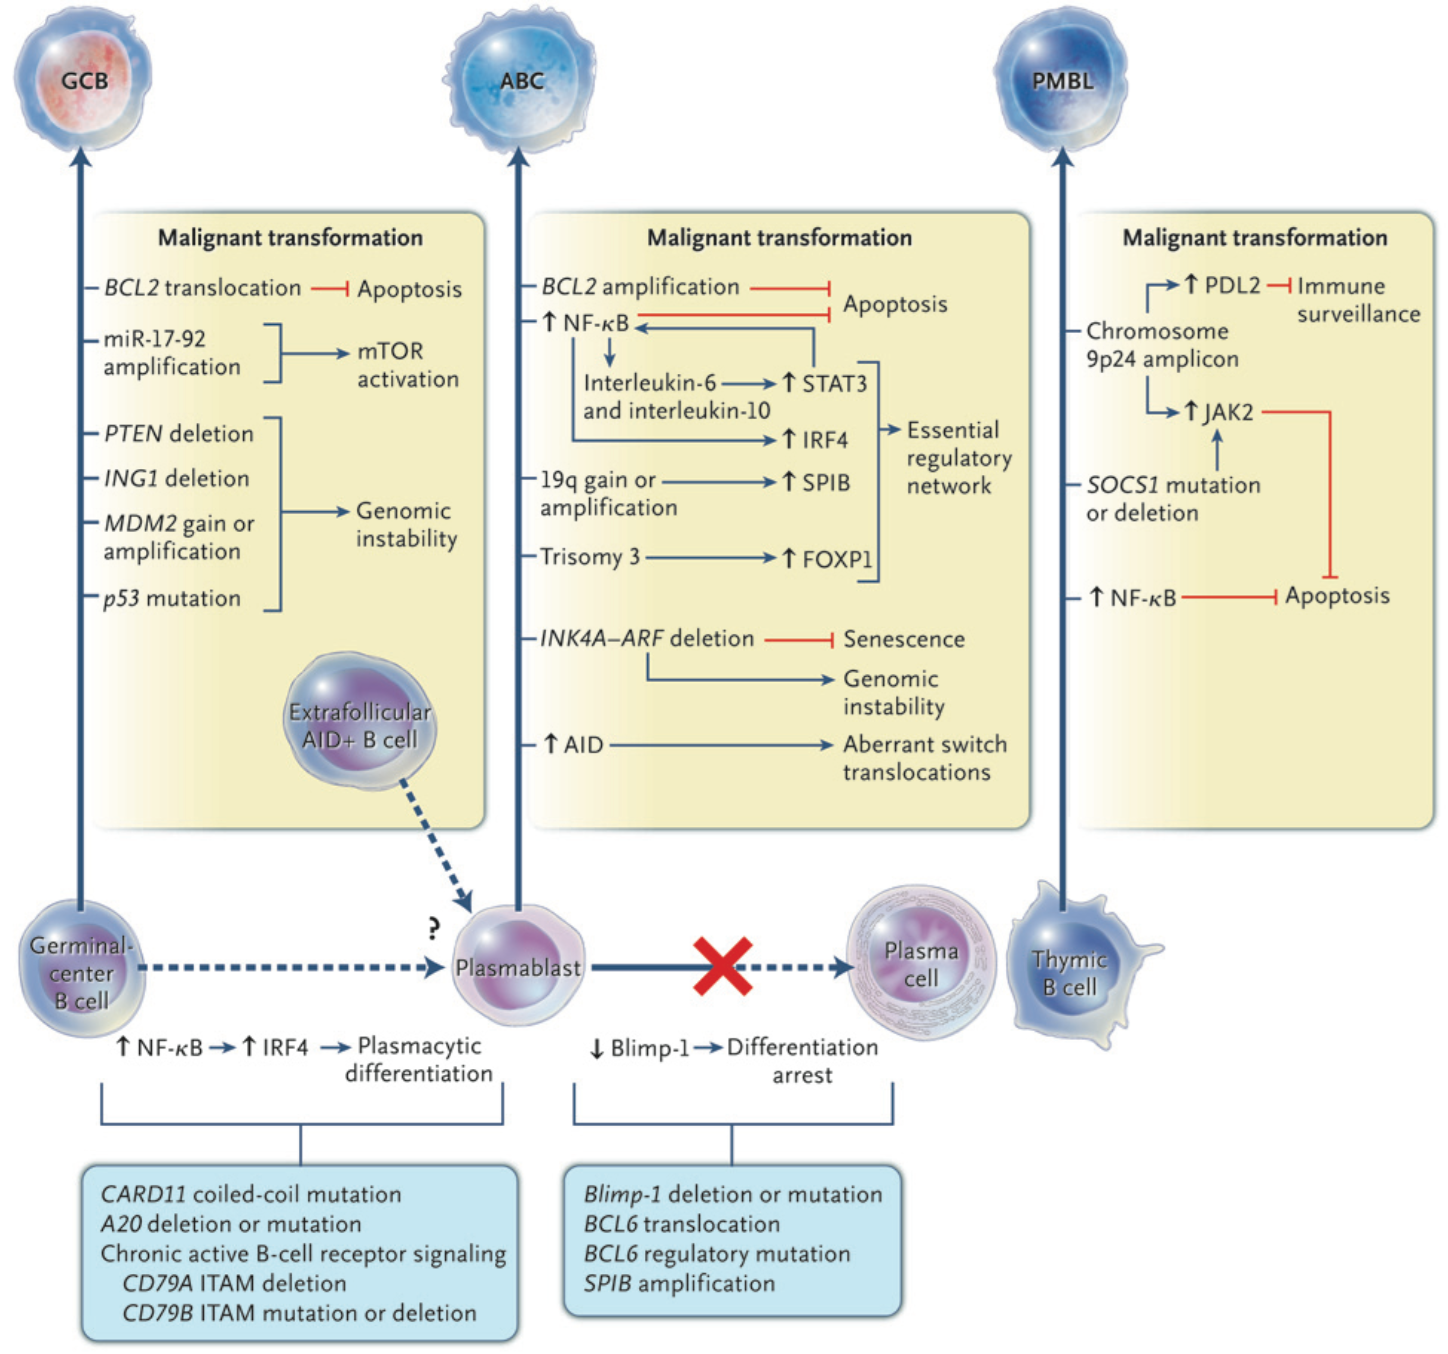 GCB
ABC
PMBL
Malignant transformation
BCL2 translocation
Apoptosis
miR-17-92
amplification
mTOR
activation
PTEN deletion
ING1 deletion
MDM2 gain or
amplification
p53 mutation
Genomic
instability
Extrafollicular
AID+ B cell
Malignant transformation
BCL2 amplification
Apoptosis
↑ NF-κB
Interleukin-6
and interleukin-10
↑ STAT3
↑ IRF4
19q gain or
amplification
↑ SPIB
Trisomy 3
↑ FOXP1
Essential
regulatory
network
INK4A–ARF deletion
Senescence
Genomic
instability
↑ AID
Aberrant switch
translocations
Malignant transformation
↑ PDL2
Immune
surveillance
Chromosome
9p24 amplicon
↑ JAK2
SOCS1 mutation
or deletion
↑ NF-κB
Apoptosis
Germinal-
center
B cell
?
Plasmablast
Plasma
cell
Thymic
B cell
↑ NF-κB → ↑ IRF4 → Plasmacytic
differentiation
↓ Blimp-1 → Differentiation
arrest
CARD11 coiled-coil mutation
A20 deletion or mutation
Chronic active B-cell receptor signaling
CD79A ITAM deletion
CD79B ITAM mutation or deletion
Blimp-1 deletion or mutation
BCL6 translocation
BCL6 regulatory mutation
SPIB amplification